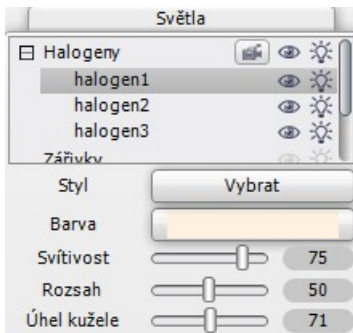 Světla
Halogeny
halogen1
halogen2
halogen3
Zářivky
Styl Vybrat
Barva
Svítivost 75
Rozsah 50
Úhel kužele 71